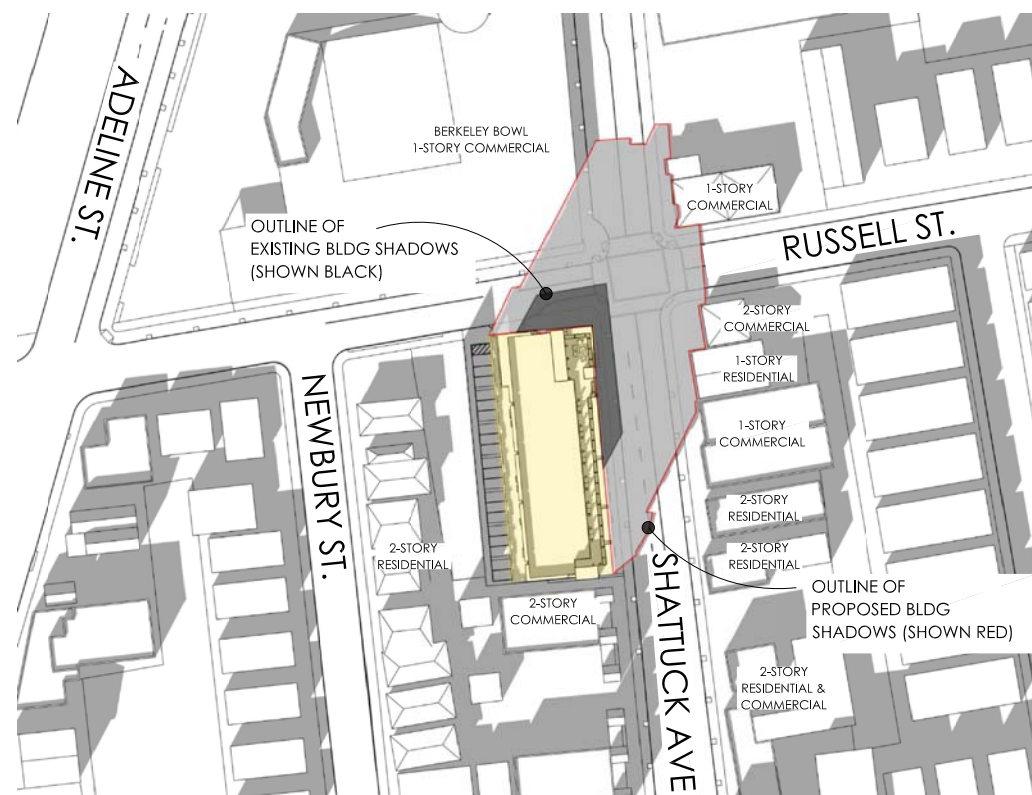 ADELINE ST.
BERKELEY BOWL
1-STORY COMMERCIAL
OUTLINE OF
EXISTING BLDG SHADOWS
(SHOWN BLACK)
1-STORY
COMMERCIAL
RUSSELL ST.
2-STORY
COMMERCIAL
1-STORY
RESIDENTIAL
1-STORY
COMMERCIAL
NEWBURY ST.
2-STORY
RESIDENTIAL
2-STORY
RESIDENTIAL
2-STORY
RESIDENTIAL
2-STORY
COMMERCIAL
SHATTUCK AVE
OUTLINE OF
PROPOSED BLDG
SHADOWS (SHOWN RED)
2-STORY
RESIDENTIAL &
COMMERCIAL